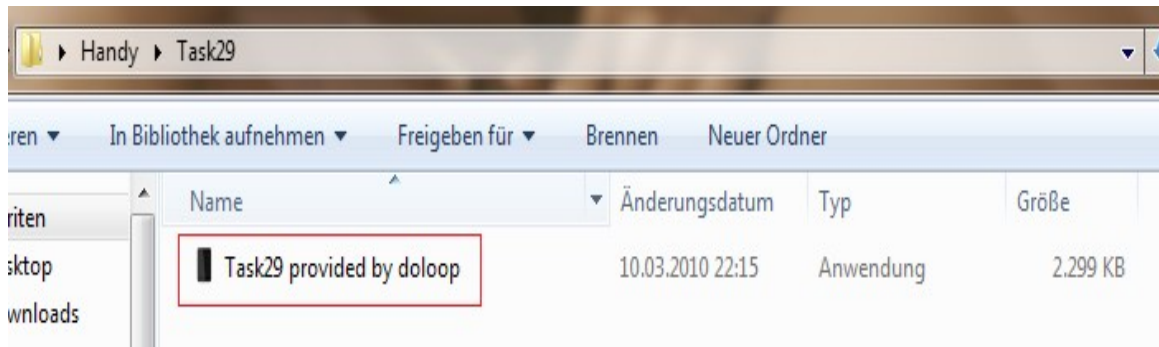 Handy Task29
eren In Bibliothek aufnehmen Freigeben für Brennen Neuer Ordner
riten Name Änderungsdatum Typ Größe
sktop Task29 provided by doloop 10.03.2010 22:15 Anwendung 2.299 KB
wnloads